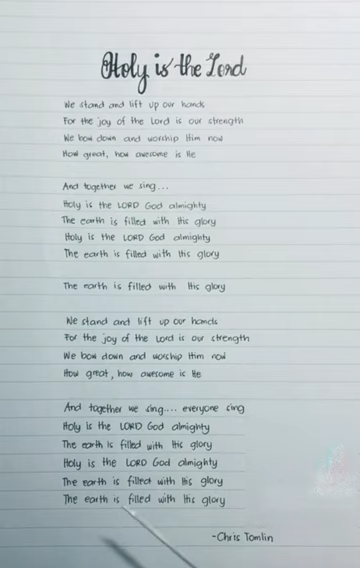 Holy is the Lord
We stand and lift up our hands
For the joy of the Lord is our strength
We bow down and worship Him now
How great, how awesome is He
And together we sing...
Holy is the LORD God almighty
The earth is filled with His glory
Holy is the LORD God almighty
The earth is filled with His glory
The earth is filled with His glory
We stand and lift up our hands
For the joy of the Lord is our strength
We bow down and worship Him now
How great, how awesome is He
And together we sing.... everyone sing
Holy is the LORD God almighty
The earth is filled with His glory
Holy is the LORD God almighty
The earth is filled with His glory
The earth is filled with His glory
-Chris Tomlin